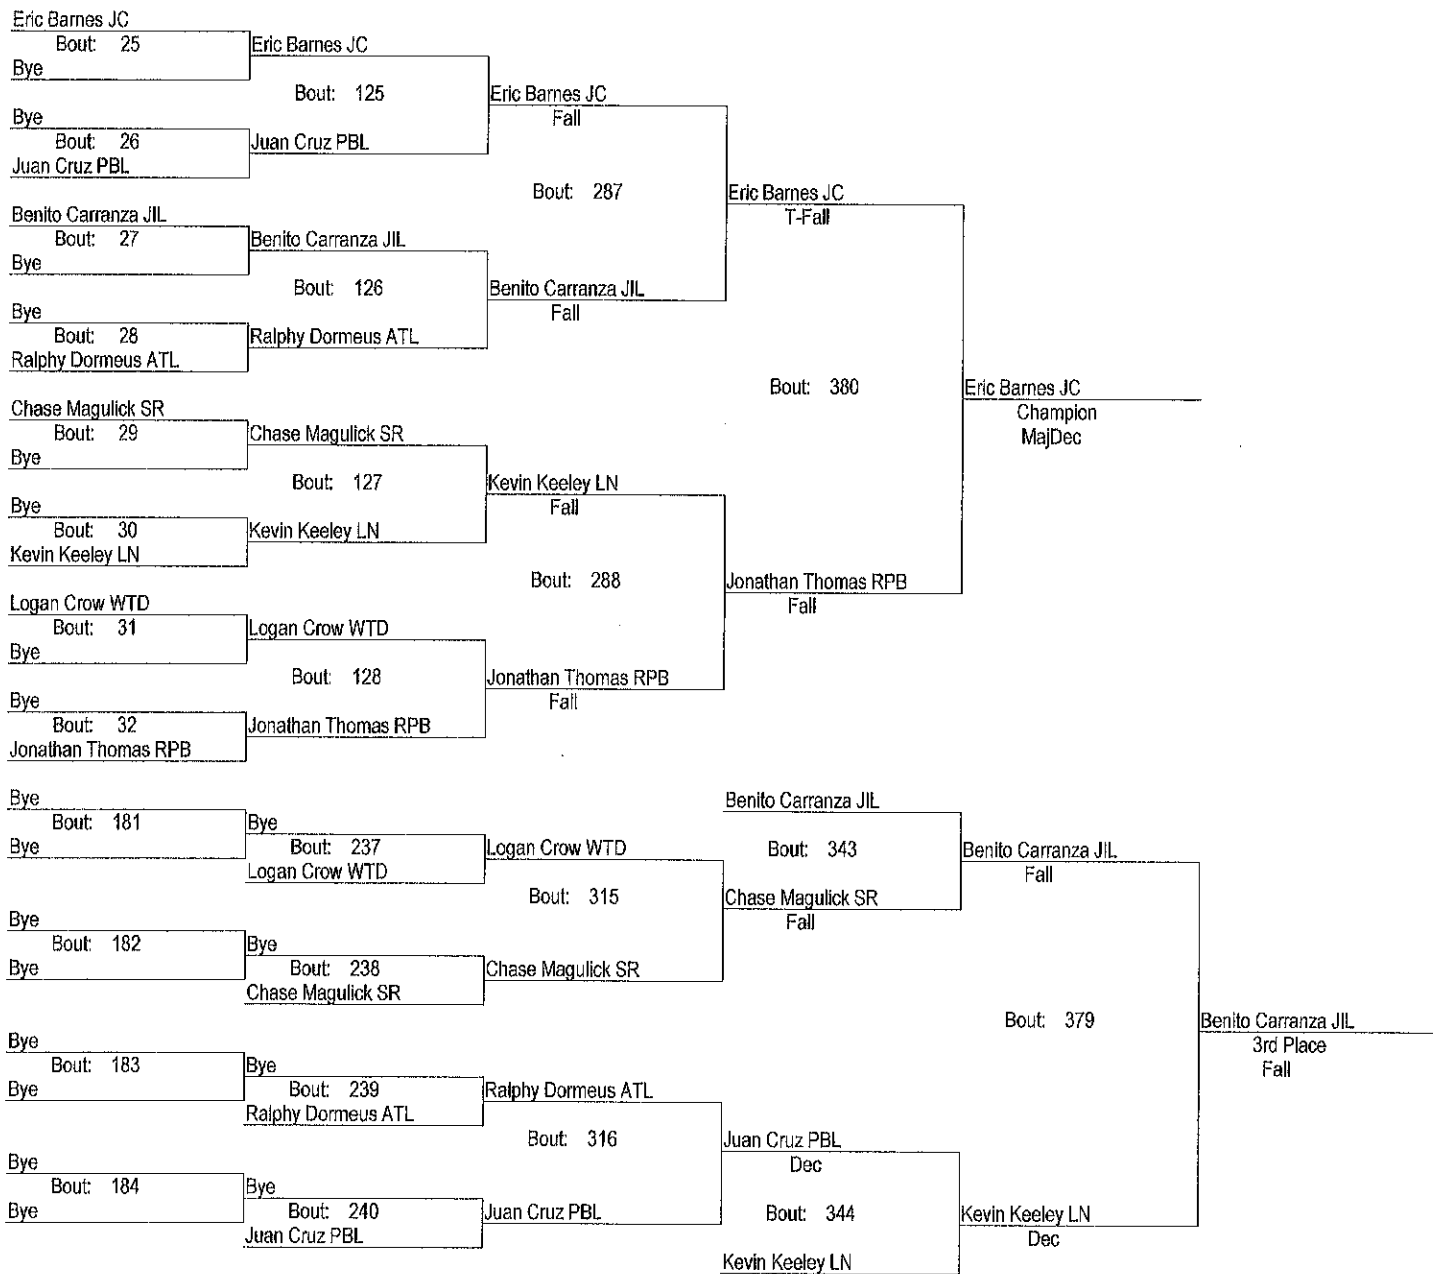 Eric Barnes JC
Bout: 25
Bye
Eric Barnes JC
Bout: 125
Bye
Bout: 26
Juan Cruz PBL
Juan Cruz PBL
Eric Barnes JC
Fall
Bout: 287
Benito Carranza JIL
Bout: 27
Bye
Benito Carranza JIL
Bout: 126
Bye
Bout: 28
Ralphy Dormeus ATL
Ralphy Dormeus ATL
Benito Carranza JIL
Fall
Eric Barnes JC
T-Fall
Bout: 380
Eric Barnes JC
Champion
MajDec
Chase Magulick SR
Bout: 29
Bye
Chase Magulick SR
Bout: 127
Bye
Bout: 30
Kevin Keeley LN
Kevin Keeley LN
Kevin Keeley LN
Fall
Bout: 288
Logan Crow WTD
Bout: 31
Bye
Logan Crow WTD
Bout: 128
Bye
Bout: 32
Jonathan Thomas RPB
Jonathan Thomas RPB
Jonathan Thomas RPB
Fall
Jonathan Thomas RPB
Fall
Bye
Bout: 181
Bye
Bye
Bout: 237
Logan Crow WTD
Logan Crow WTD
Bout: 315
Bye
Bout: 182
Bye
Bye
Bout: 238
Chase Magulick SR
Chase Magulick SR
Benito Carranza JIL
Bout: 343
Chase Magulick SR
Fall
Benito Carranza JIL
Fall
Bout: 379
Benito Carranza JIL
3rd Place
Fall
Bye
Bout: 183
Bye
Bye
Bout: 239
Ralphy Dormeus ATL
Ralphy Dormeus ATL
Bout: 316
Bye
Bout: 184
Bye
Bye
Bout: 240
Juan Cruz PBL
Juan Cruz PBL
Juan Cruz PBL
Dec
Bout: 344
Kevin Keeley LN
Kevin Keeley LN
Dec